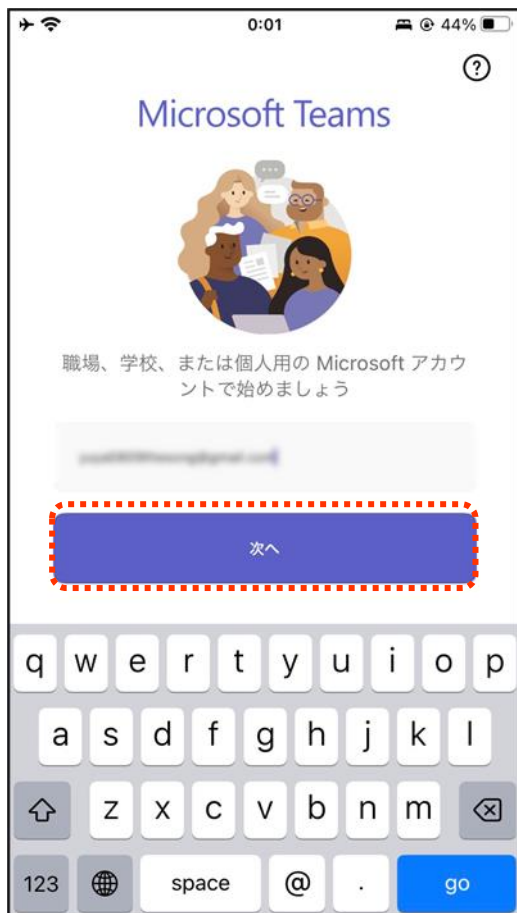 0:01
44%
?
Microsoft Teams
職場、学校、または個人用の Microsoft アカウ
ントで始めましょう
次へ
q w e r t y u i o p
a s d f g h j k l
z x c v b n m
123 space @ . go